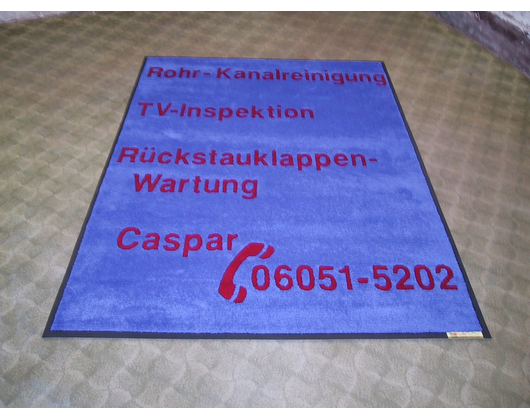 Rohr-Kanalreinigung
TV-Inspektion
Rückstauklappen-
Wartung
Caspar
06051-5202